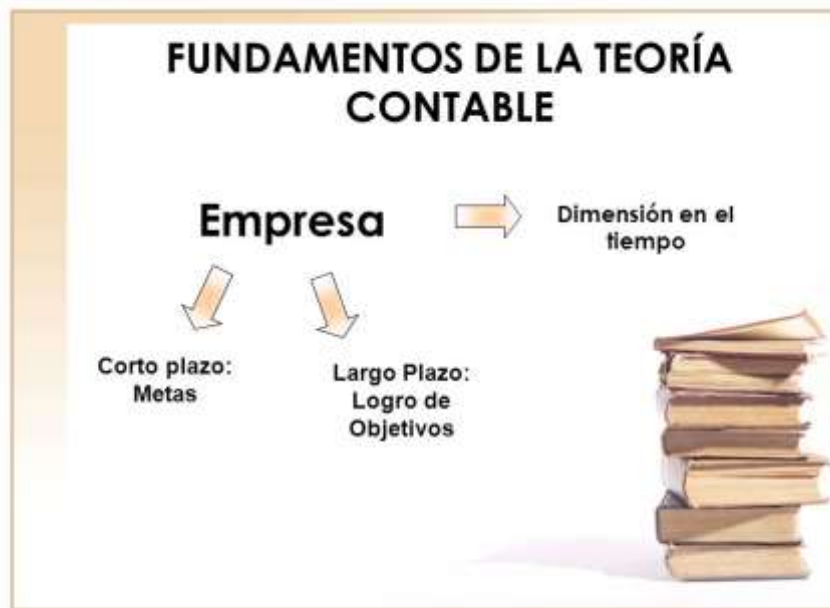 FUNDAMENTOS DE LA TEORÍA
CONTABLE
Empresa
Dimensión en el
tiempo
Corto plazo:
Metas
Largo Plazo:
Logro de
Objetivos